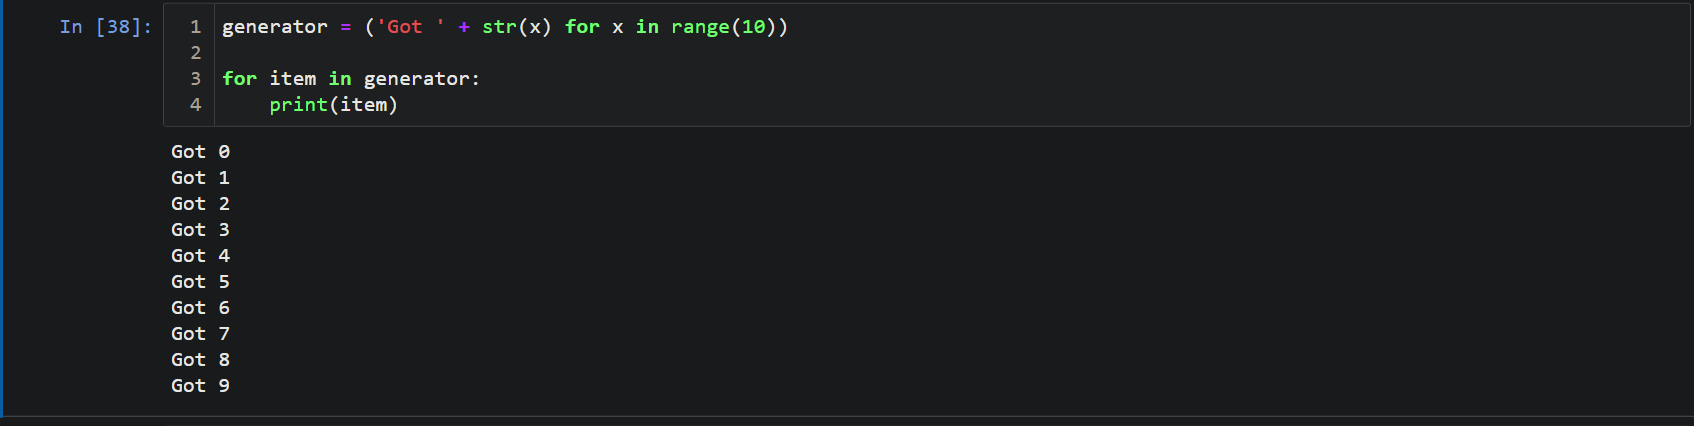 In [38]: 1 generator = ('Got ' + str(x) for x in range(10))
2
3 for item in generator:
4     print(item)
Got 0
Got 1
Got 2
Got 3
Got 4
Got 5
Got 6
Got 7
Got 8
Got 9